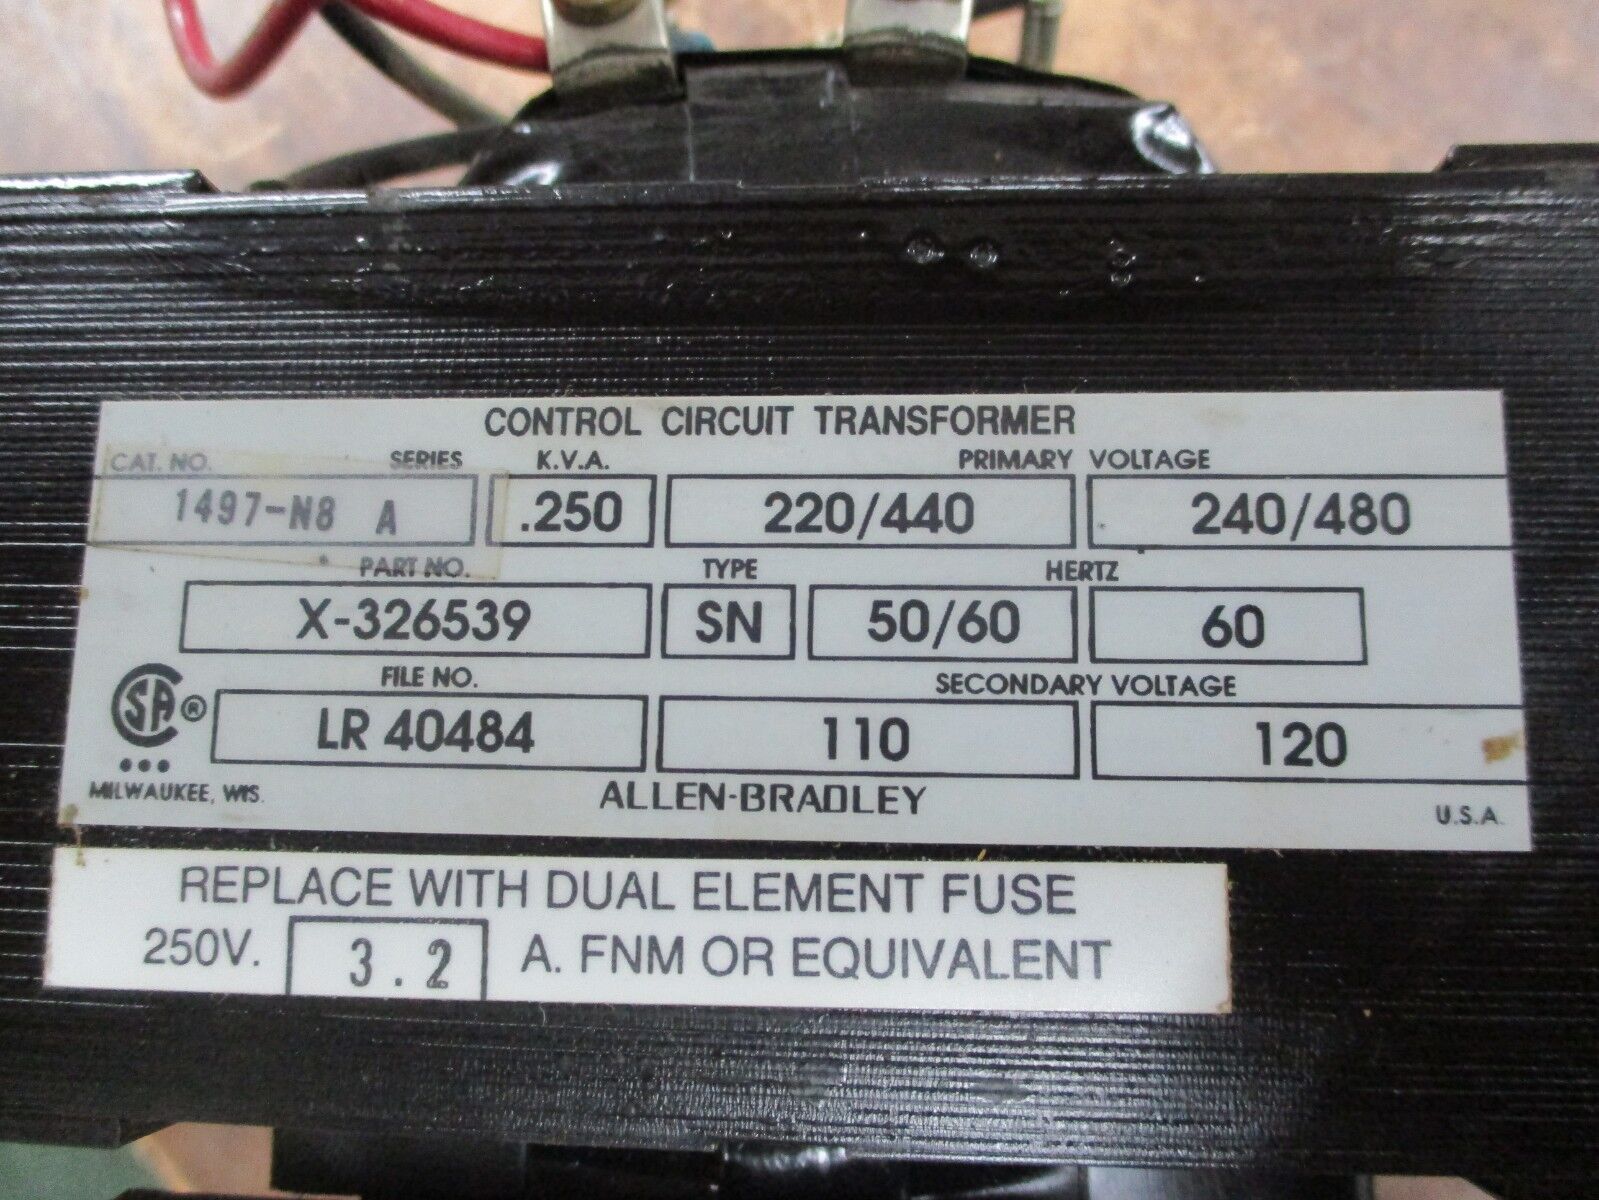 CONTROL CIRCUIT TRANSFORMER
CAT. NO. SERIES K.V.A. PRIMARY VOLTAGE
1497-N8 A .250 220/440 240/480
PART NO. TYPE HERTZ
X-326539 SN 50/60 60
FILE NO. SECONDARY VOLTAGE
SA ® LR 40484 110 120
MILWAUKEE, WIS. ALLEN-BRADLEY U.S.A.
REPLACE WITH DUAL ELEMENT FUSE
250V. 3.2 A. FNM OR EQUIVALENT